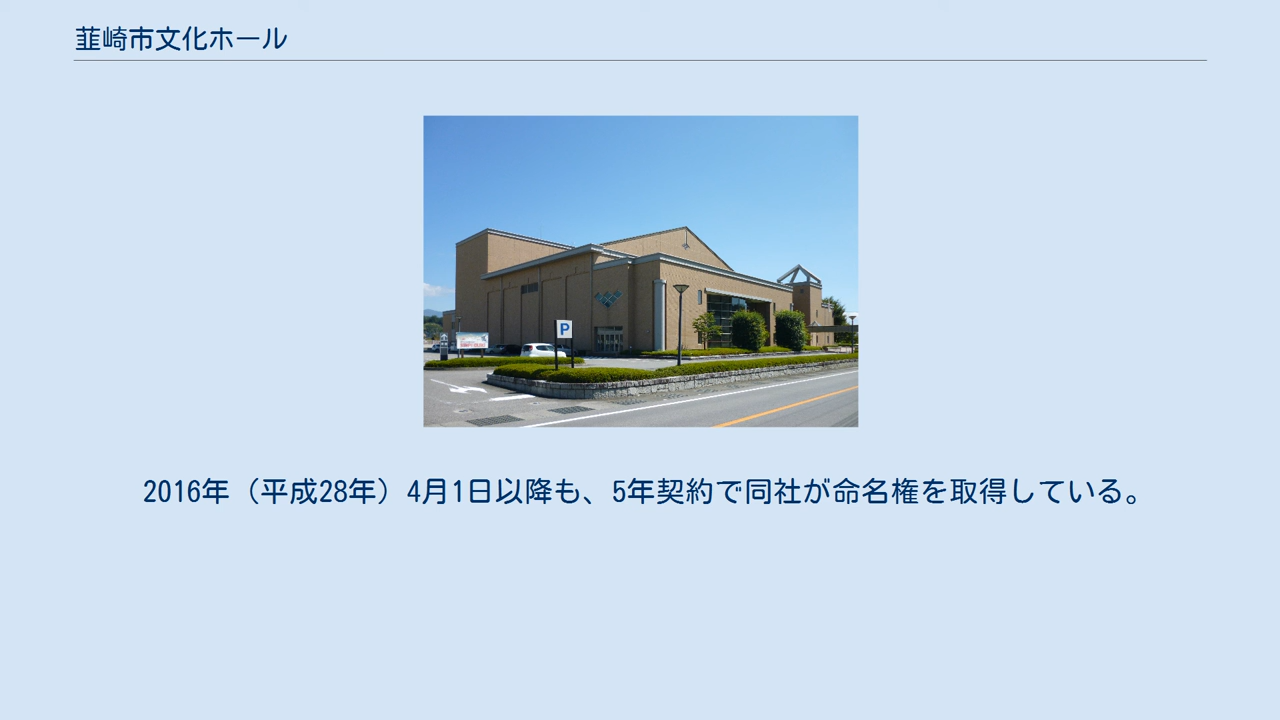 韮崎市文化ホール
P
2016年（平成28年）4月1日以降も、5年契約で同社が命名権を取得している。